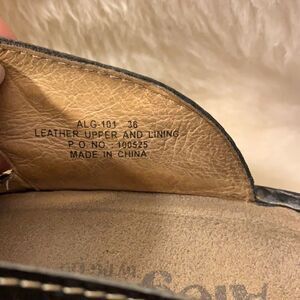 ALG-101 36
LEATHER UPPER AND LINING
P.O. NO.: 100525
MADE IN CHINA